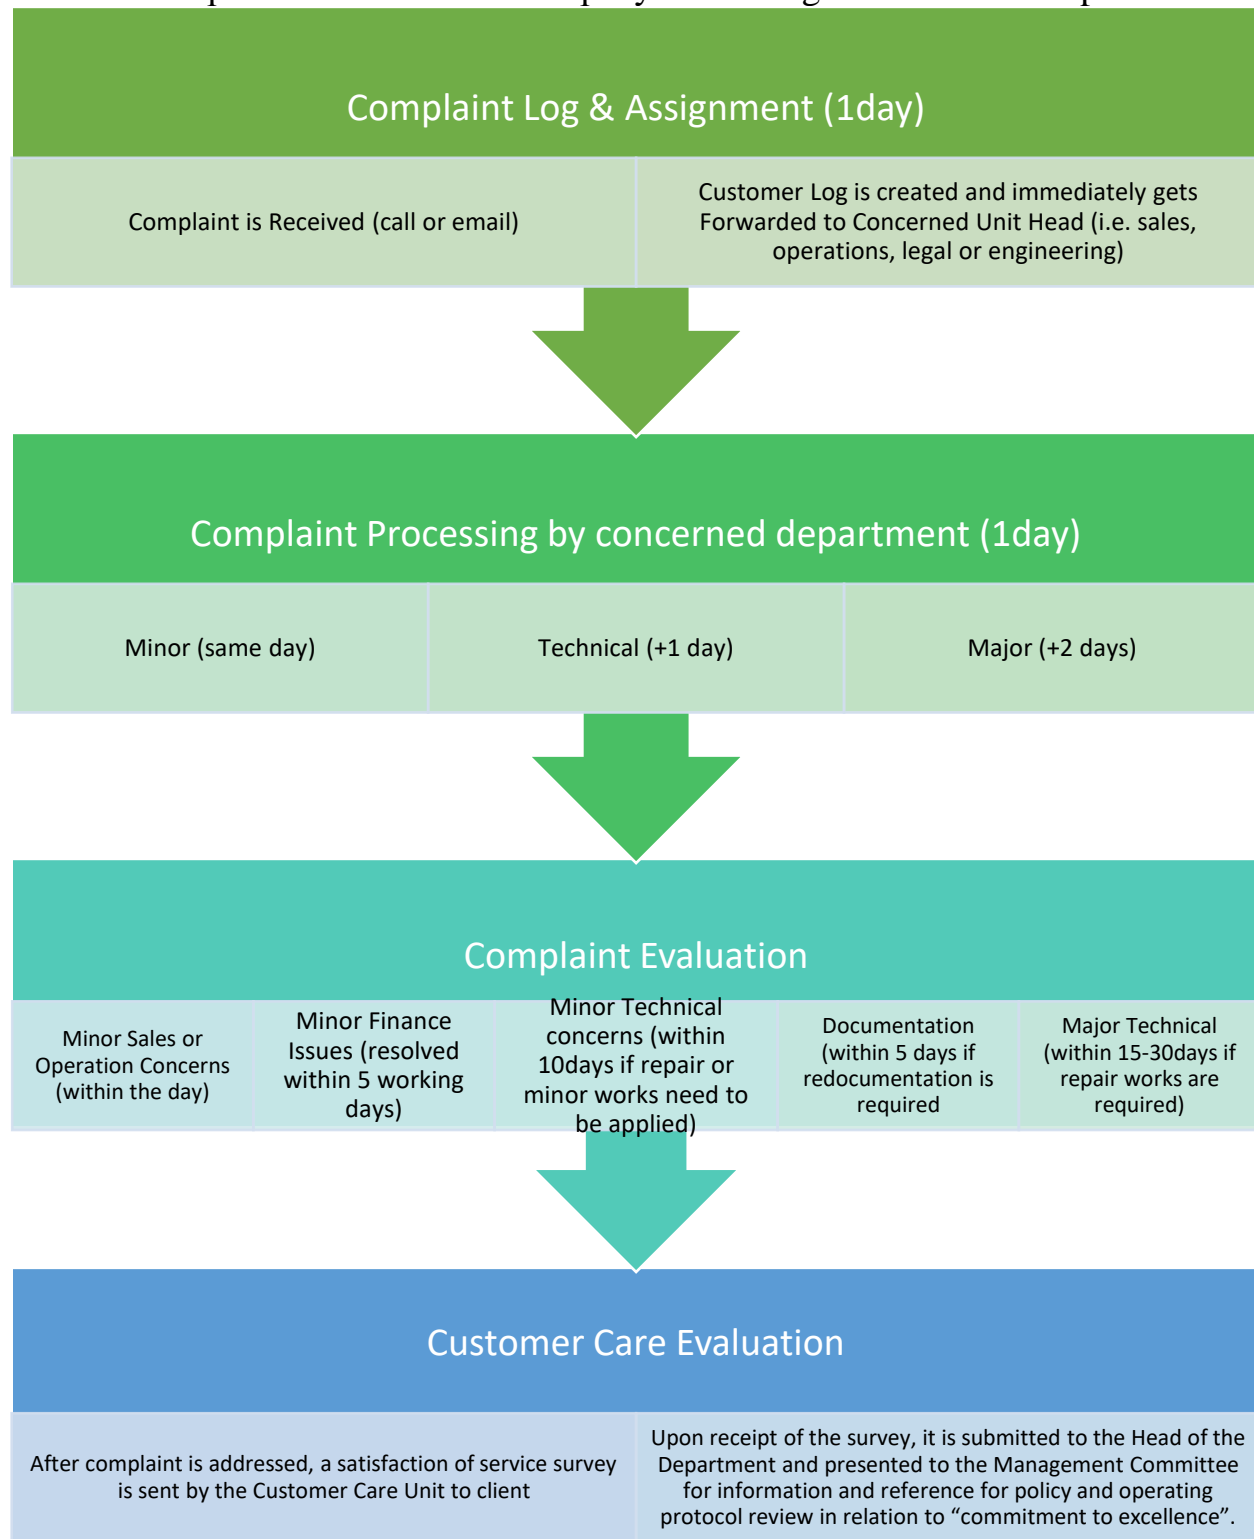 Complaint Log & Assignment (1day)
Complaint is Received (call or email)
Customer Log is created and immediately gets
Forwarded to Concerned Unit Head (i.e. sales,
operations, legal or engineering)
Complaint Processing by concerned department (1day)
Minor (same day)
Technical (+1 day)
Major (+2 days)
Complaint Evaluation
Minor Sales or
Operation Concerns
(within the day)
Minor Finance
Issues (resolved
within 5 working
days)
Minor Technical
concerns (within
10days if repair or
minor works need to
be applied)
Documentation
(within 5 days if
redocumentation is
required
Major Technical
(within 15-30days if
repair works are
required)
Customer Care Evaluation
After complaint is addressed, a satisfaction of service survey
is sent by the Customer Care Unit to client
Upon receipt of the survey, it is submitted to the Head of the
Department and presented to the Management Committee
for information and reference for policy and operating
protocol review in relation to “commitment to excellence”.